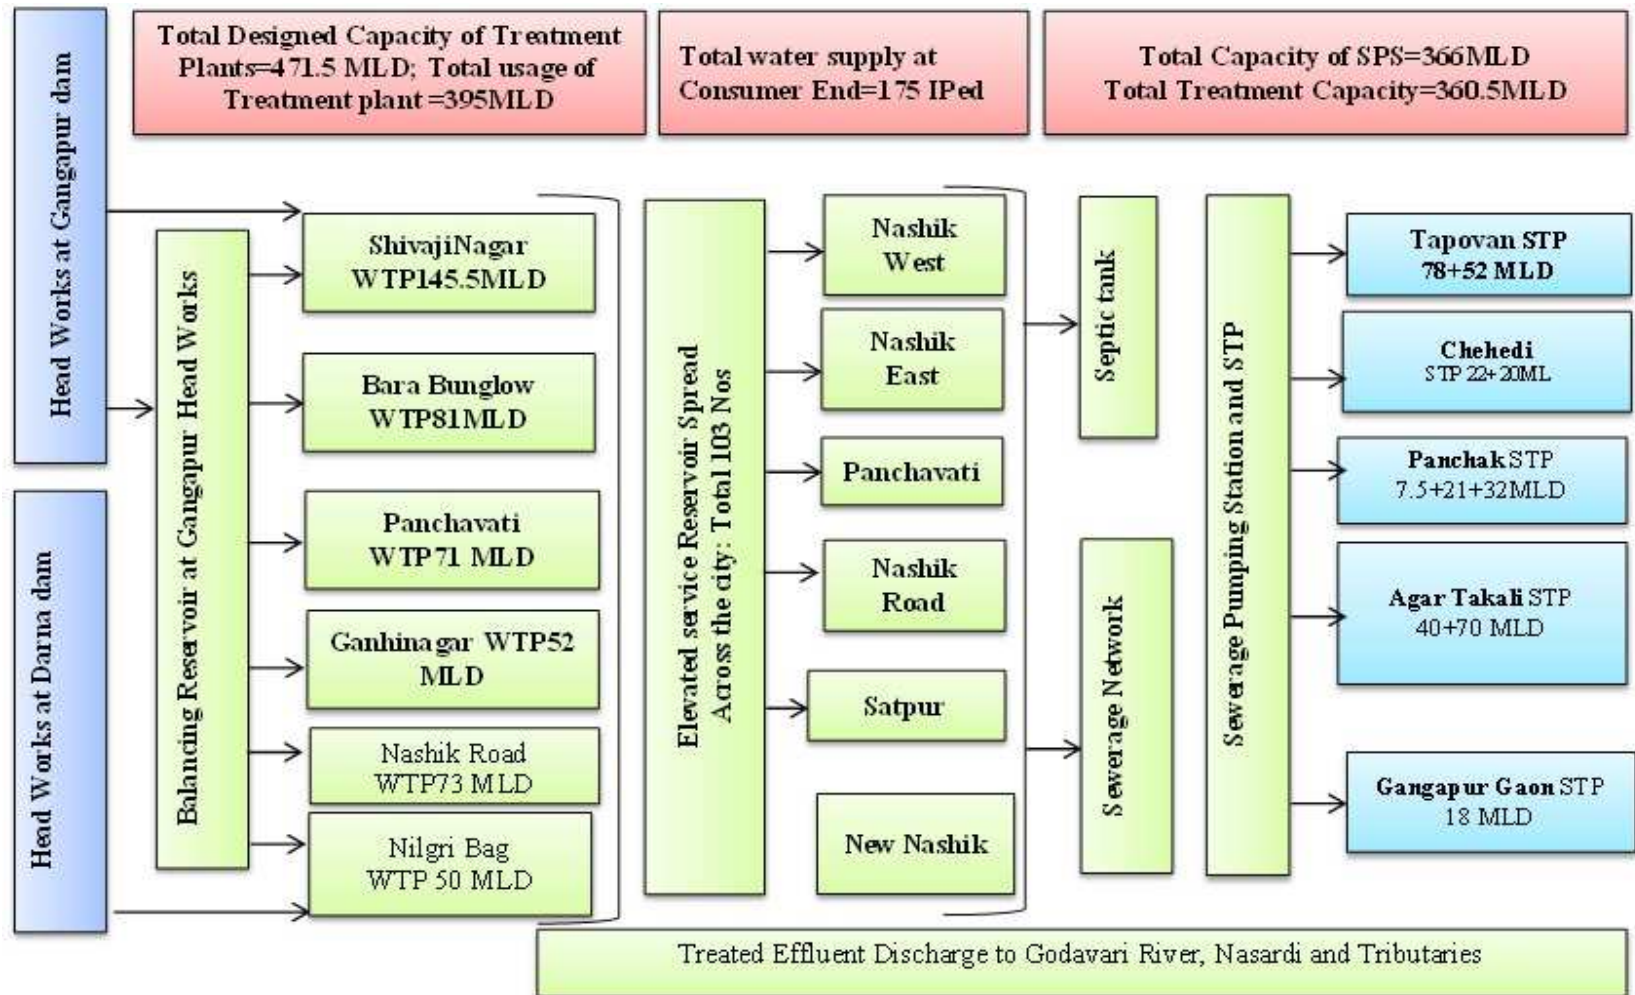 Total Designed Capacity of Treatment
Plants=471.5 MLD; Total usage of
Treatment plant =395MLD
Total water supply at
Consumer End=175 IPed
Total Capacity of SPS=366MLD
Total Treatment Capacity=360.5MLD
Head Works at Gangapur dam
Head Works at Darna dam
Balancing Reservoir at Gangapur Head Works
ShivajiNagar
WTP145.5MLD
Bara Bunglow
WTP81MLD
Panchavati
WTP71 MLD
Ganhinagar WTP52
MLD
Nashik Road
WTP73 MLD
Nilgri Bag
WTP 50 MLD
Elevated service Reservoir Spread
Across the city: Total 103 Nos
Nashik
West
Nashik
East
Panchavati
Nashik
Road
Satpur
New Nashik
Septic tank
Sewerage Network
Sewerage Pumping Station and STP
Tapovan STP
78+52 MLD
Chehedi
STP 22+20ML
Panchak STP
7.5+21+32MLD
Agar Takali STP
40+70 MLD
Gangapur Gaon STP
18 MLD
Treated Effluent Discharge to Godavari River, Nasardi and Tributaries